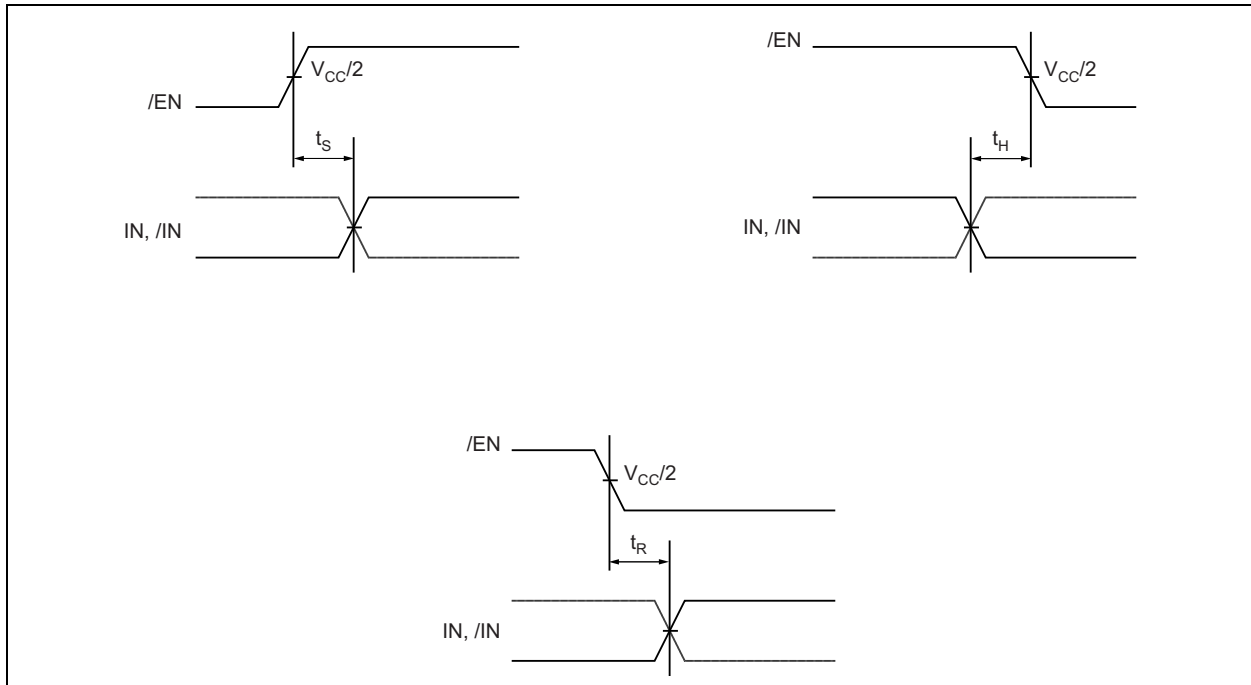 /EN
V_CC/2
t_S
IN, /IN
/EN
V_CC/2
t_H
IN, /IN
/EN
V_CC/2
t_R
IN, /IN